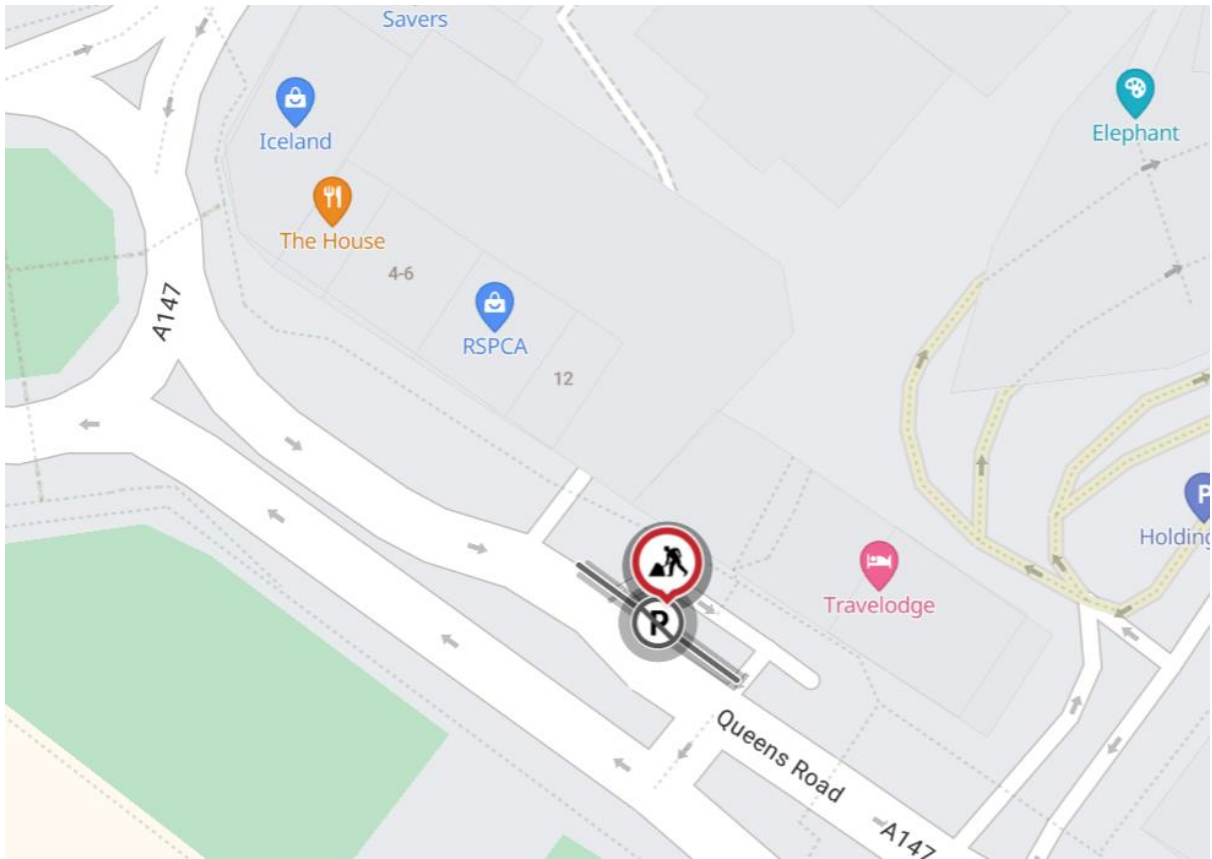 Savers
Iceland
Elephant
The House
4-6
A147
RSPCA
12
P
Holding
Travelodge
P
Queens Road
A147